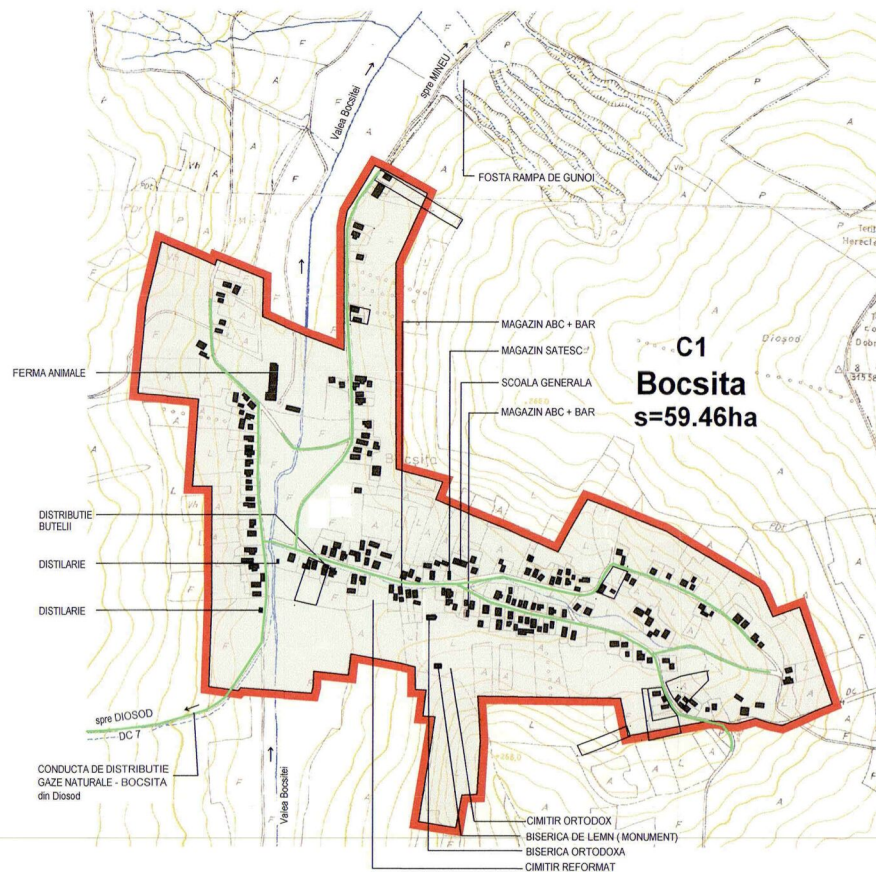 Valea Bocsitei
spre MINEU
FOSTA RAMPA DE GUNOI
MAGAZIN ABC + BAR
MAGAZIN SATESC
SCOALA GENERALA
MAGAZIN ABC + BAR
C1
Bocsita
s=59.46ha
Diosod
FERMA ANIMALE
Bocsita
DISTRIBUTIE
BUTELII
DISTILARIE
DISTILARIE
spre DIOSOD
DC 7
CONDUCTA DE DISTRIBUTIE
GAZE NATURALE - BOCSITA
din Diosod
Valea Bocsitei
CIMITIR ORTODOX
BISERICA DE LEMN ( MONUMENT)
BISERICA ORTODOXA
CIMITIR REFORMAT